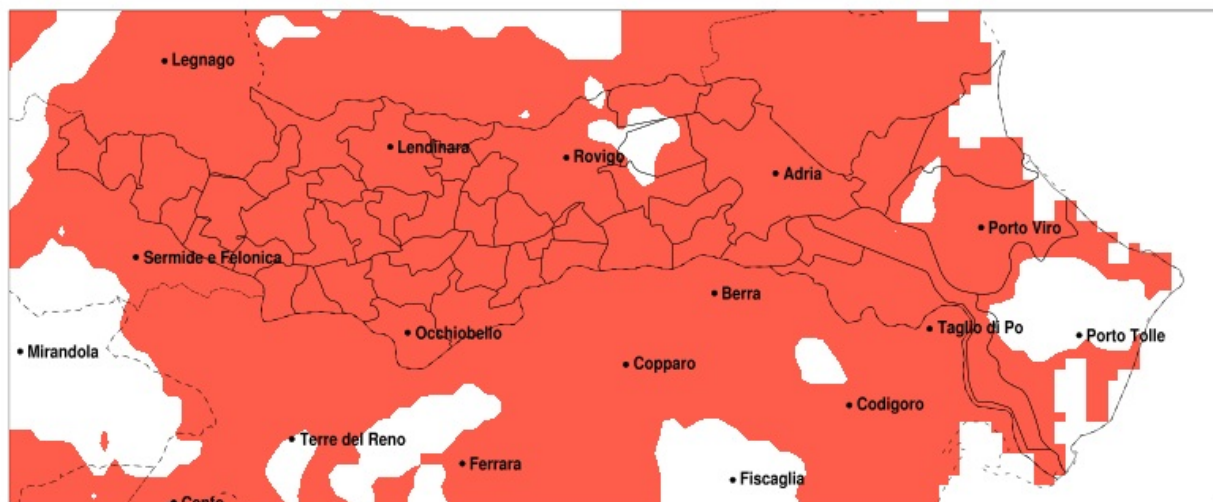 Legnago
Lendinara
Rovigo
Adria
Porto Viro
Sermide e Felonica
Berra
Occhiobello
Taglio di Po
Porto Tolle
Mirandola
Copparo
Codigoro
Terre del Reno
Ferrara
Fiscaglia